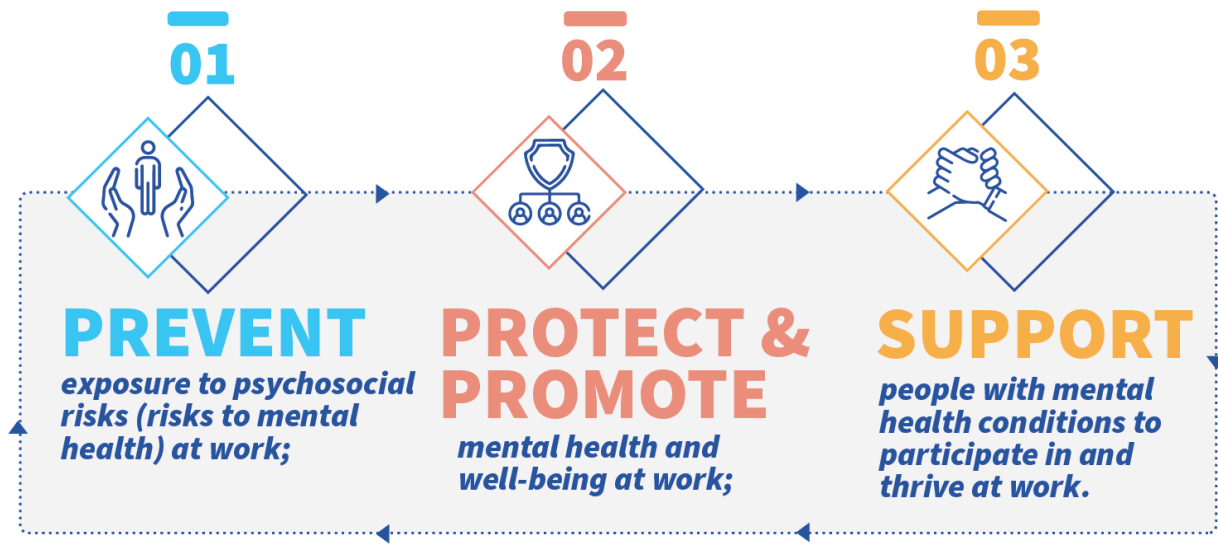 01
PREVENT
exposure to psychosocial
risks (risks to mental
health) at work;
02
PROTECT &
PROMOTE
mental health and
well-being at work;
03
SUPPORT
people with mental
health conditions to
participate in and
thrive at work.